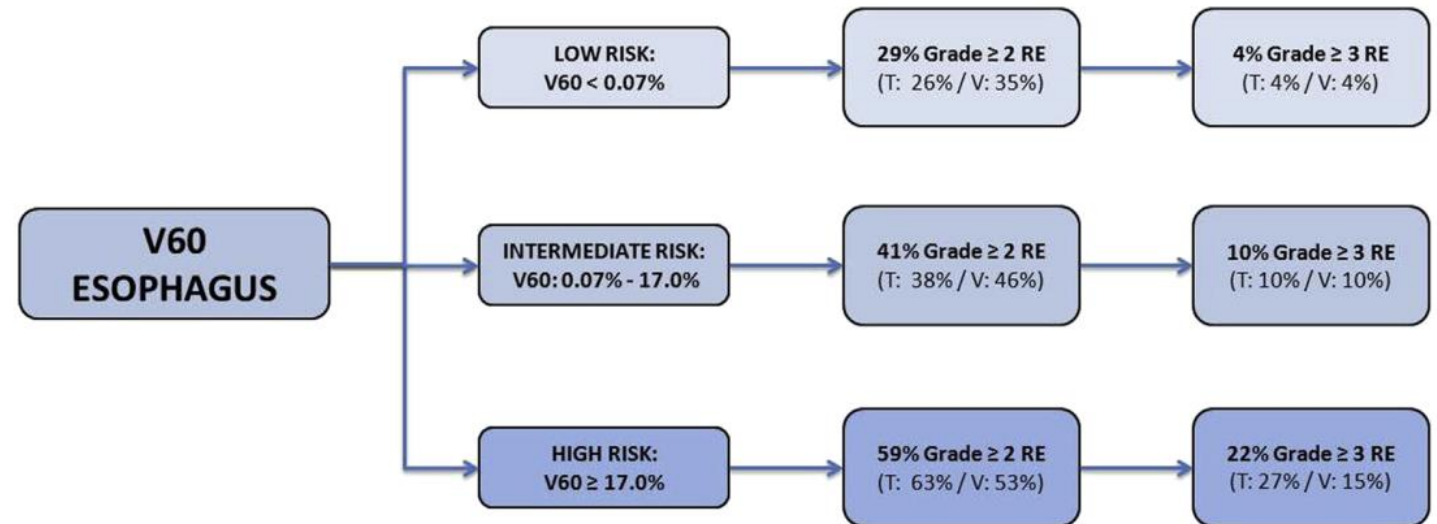 V60
ESOPHAGUS
LOW RISK:
V60 < 0.07%
29% Grade ≥ 2 RE
(T: 26% / V: 35%)
4% Grade ≥ 3 RE
(T: 4% / V: 4%)
INTERMEDIATE RISK:
V60: 0.07% - 17.0%
41% Grade ≥ 2 RE
(T: 38% / V: 46%)
10% Grade ≥ 3 RE
(T: 10% / V: 10%)
HIGH RISK:
V60 ≥ 17.0%
59% Grade ≥ 2 RE
(T: 63% / V: 53%)
22% Grade ≥ 3 RE
(T: 27% / V: 15%)